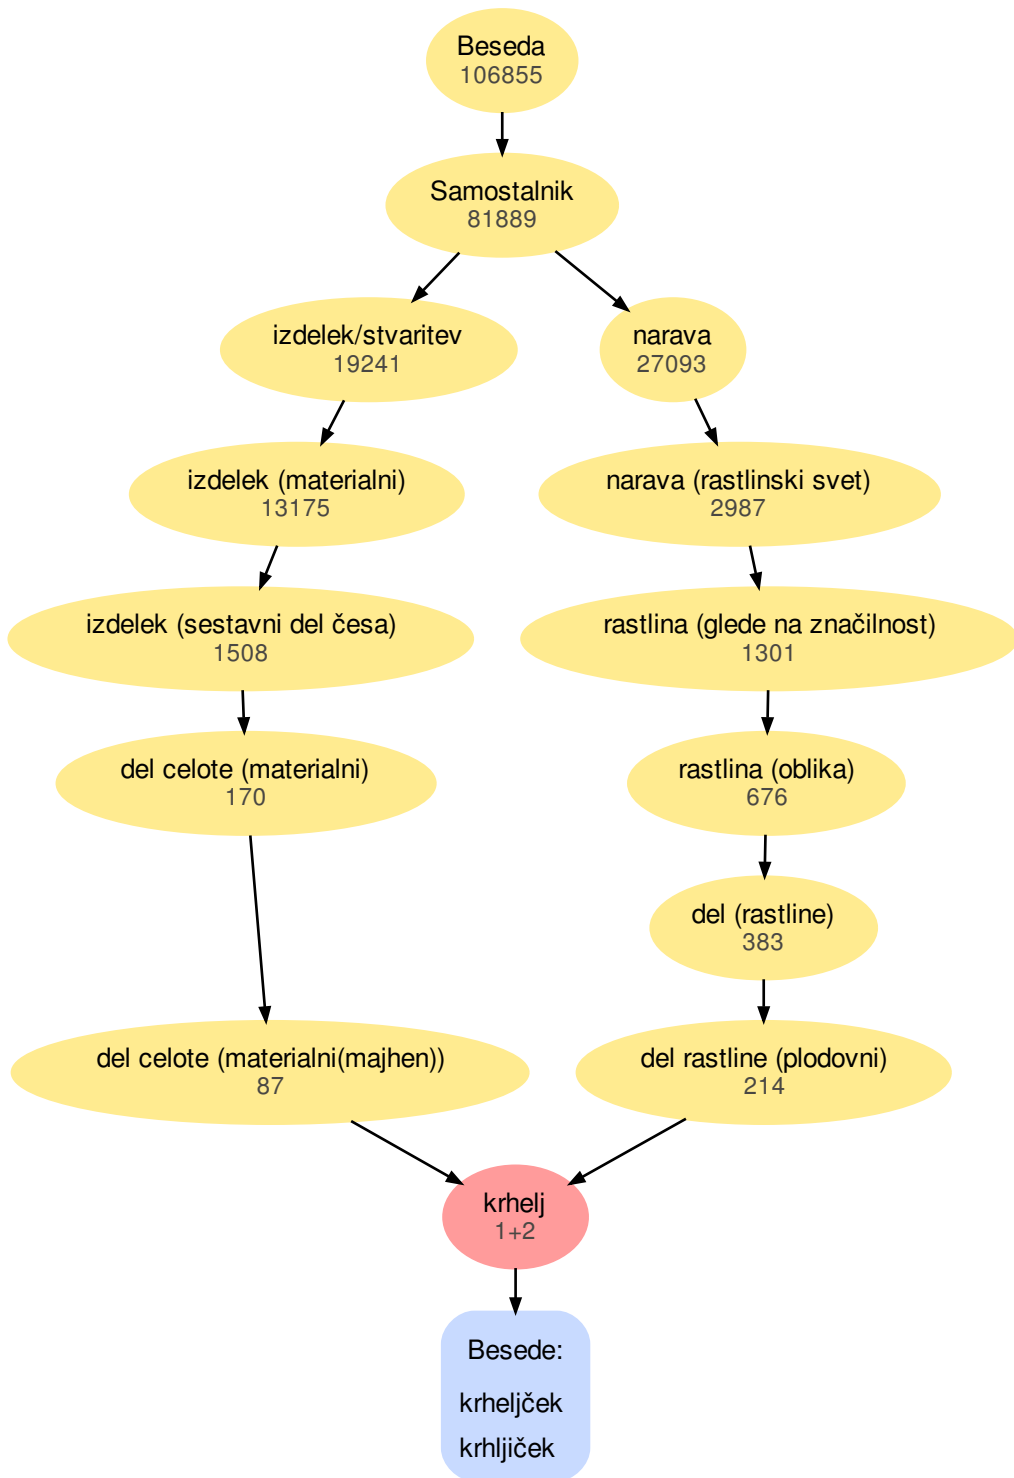 Beseda
106855
Samostalnik
81889
izdelek/stvaritev
19241
narava
27093
izdelek (materialni)
13175
narava (rastlinski svet)
2987
izdelek (sestavni del česa)
1508
rastlina (glede na značilnost)
1301
del celote (materialni)
170
rastlina (oblika)
676
del (rastline)
383
del celote (materialni(majhen))
87
del rastline (plodovni)
214
krhelj
1+2
Besede:
krheljček
krhljiček